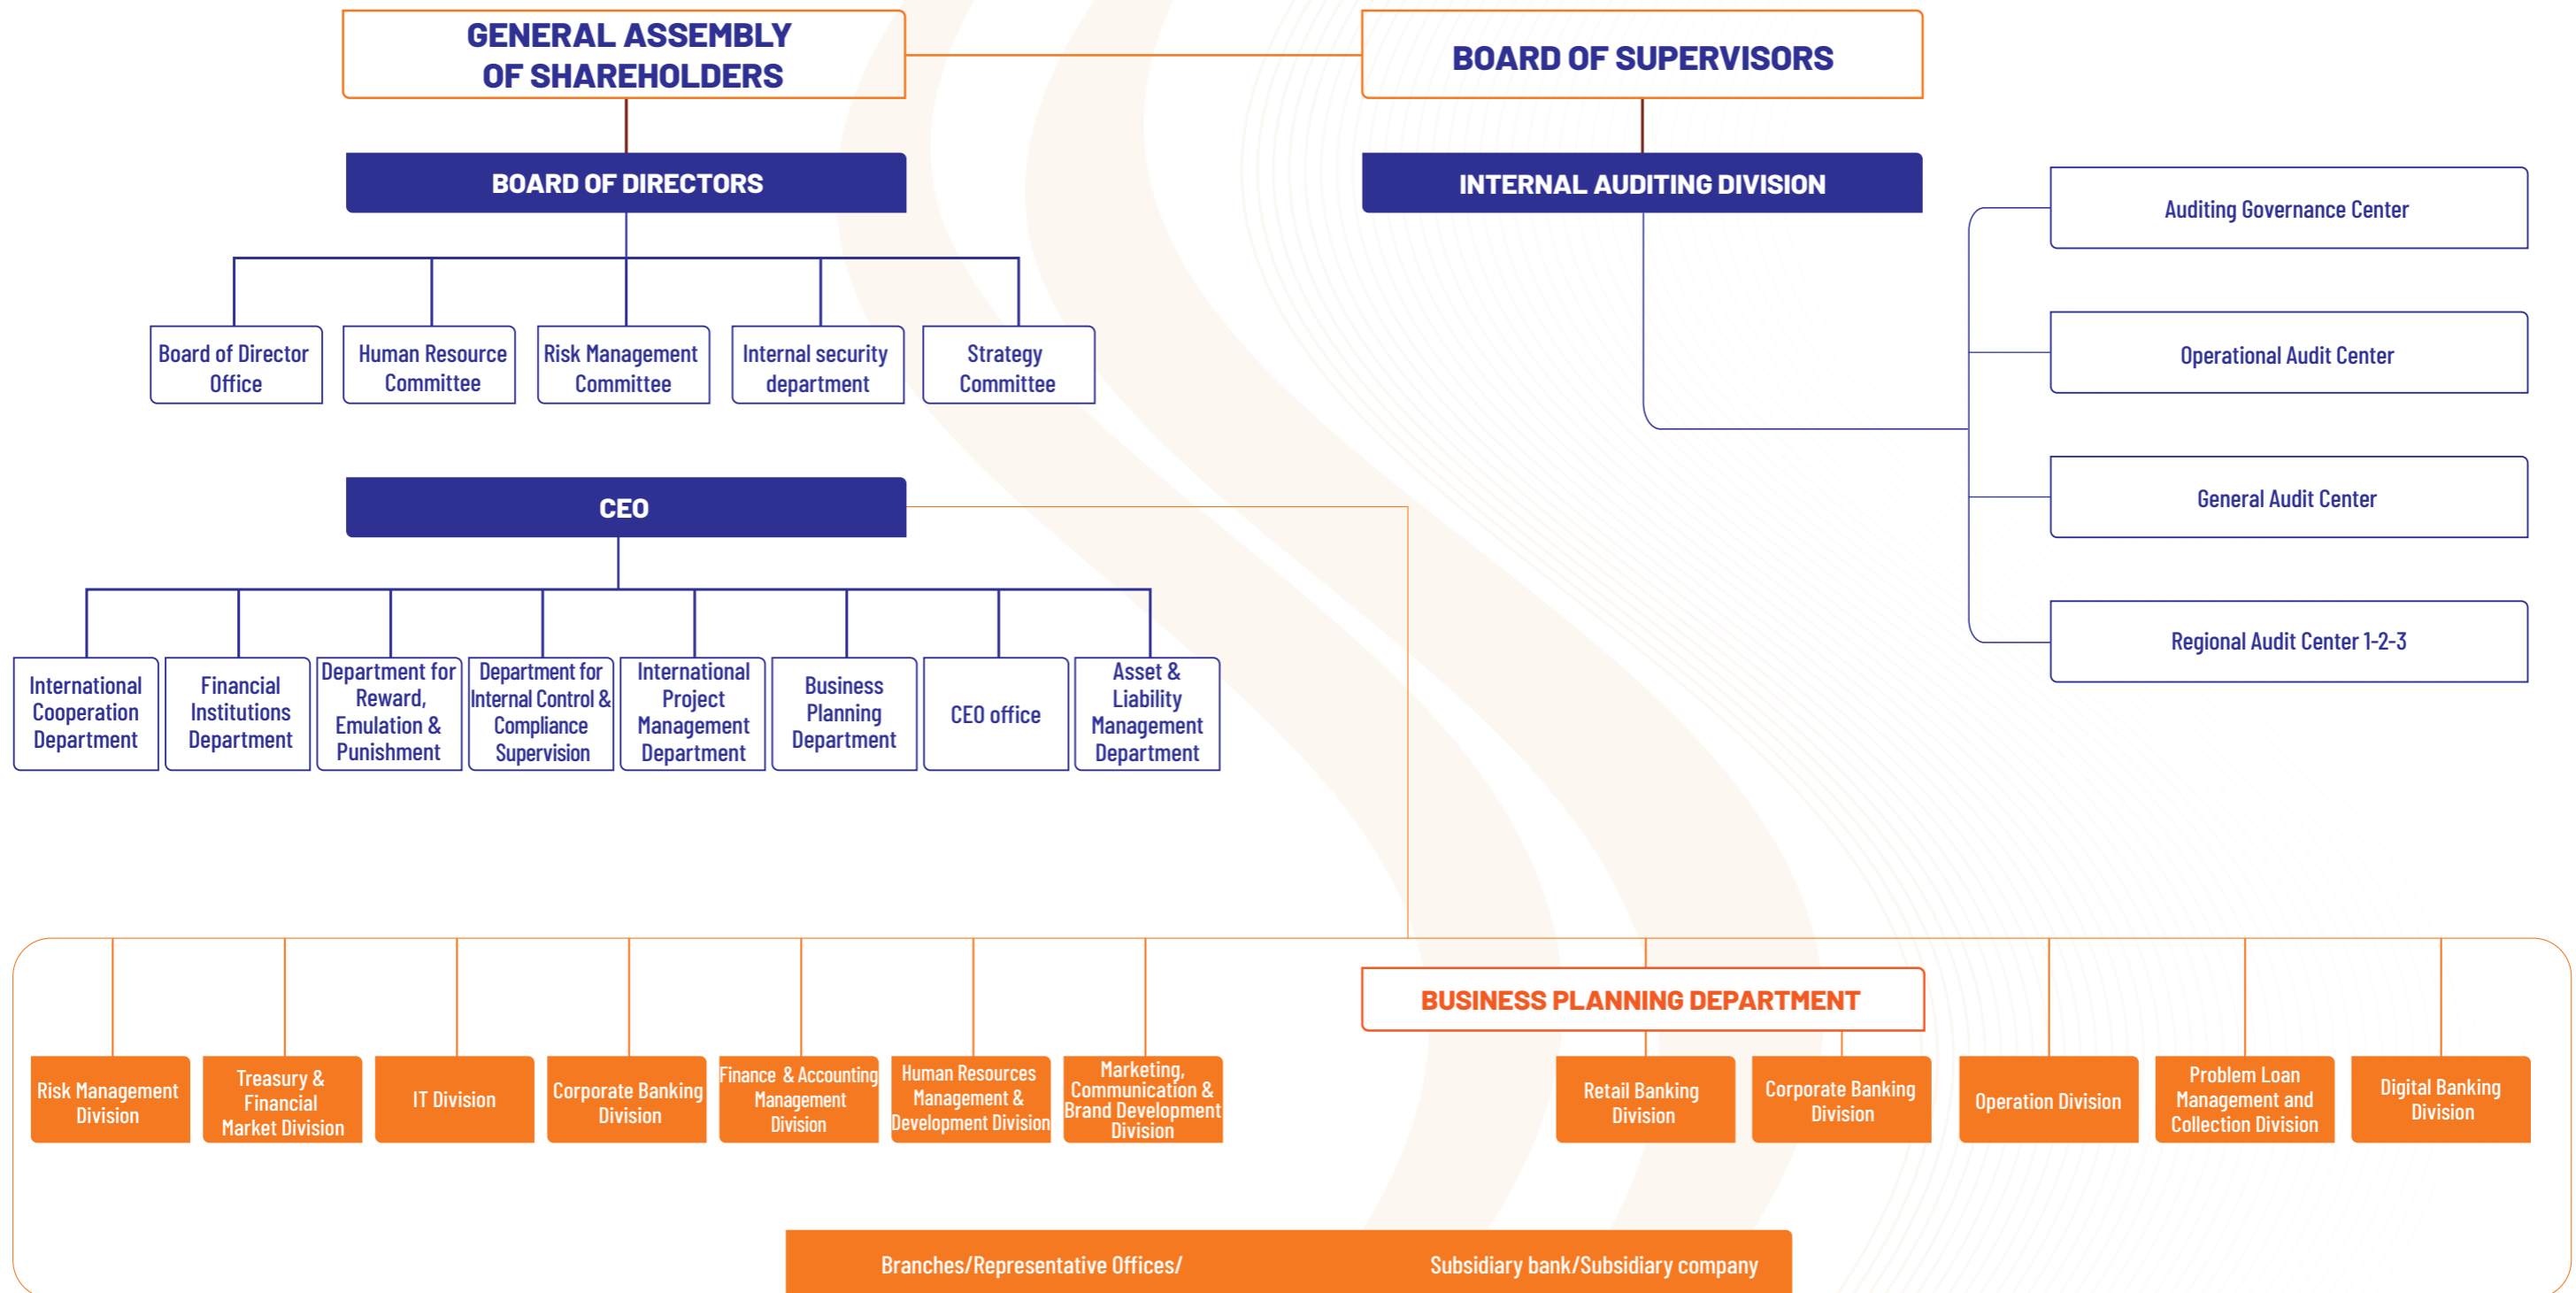 GENERAL ASSEMBLY
OF SHAREHOLDERS
BOARD OF SUPERVISORS
BOARD OF DIRECTORS
INTERNAL AUDITING DIVISION
Auditing Governance Center
Operational Audit Center
General Audit Center
Regional Audit Center 1-2-3
Board of Director
Office
Human Resource
Committee
Risk Management
Committee
Internal security
department
Strategy
Committee
CEO
International
Cooperation
Department
Financial
Institutions
Department
Department for
Reward,
Emulation &
Punishment
Department for
Internal Control &
Compliance
Supervision
International
Project
Management
Department
Business
Planning
Department
CEO office
Asset &
Liability
Management
Department
BUSINESS PLANNING DEPARTMENT
Risk Management
Division
Treasury &
Financial
Market Division
IT Division
Corporate Banking
Division
Finance & Accounting
Management
Division
Human Resources
Management &
Development Division
Marketing,
Communication &
Brand Development
Division
Retail Banking
Division
Corporate Banking
Division
Operation Division
Problem Loan
Management and
Collection Division
Digital Banking
Division
Branches/Representative Offices/
Subsidiary bank/Subsidiary company